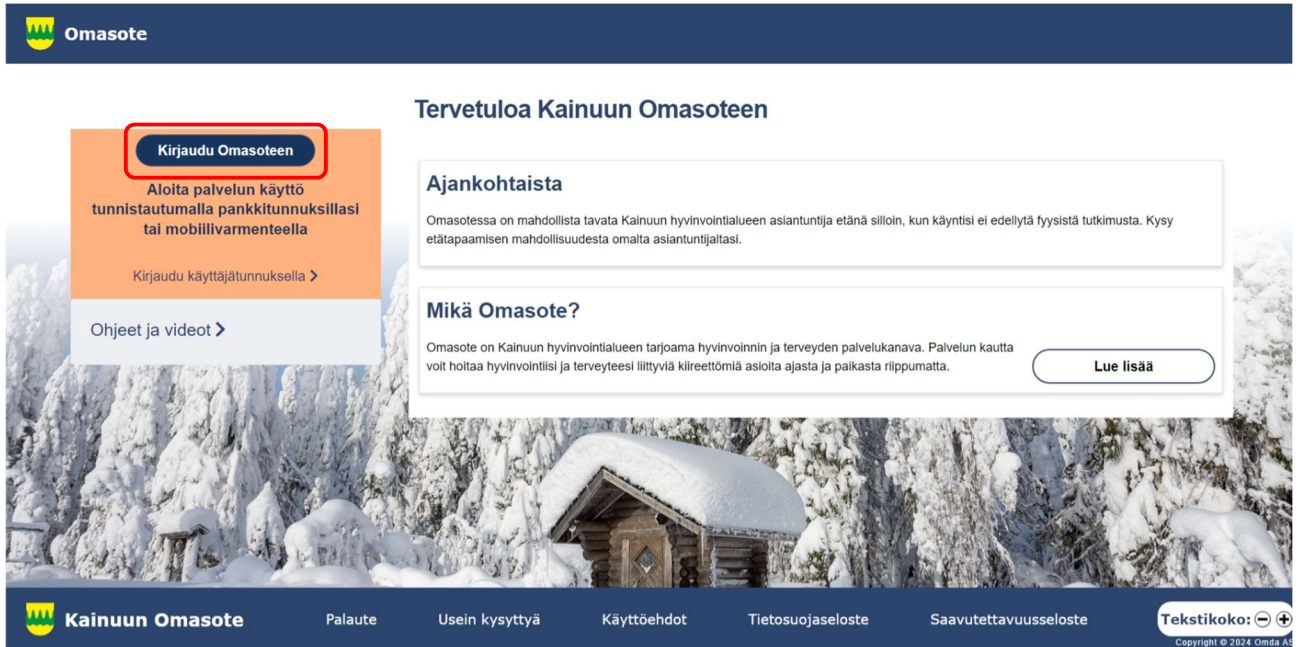 Omasote
Tervetuloa Kainuun Omasoteen
Kirjaudu Omasoteen
Aloita palvelun käyttö
tunnistautumalla pankkitunnuksillasi
tai mobiilivarmenteella
Kirjaudu käyttäjätunnuksella
Ohjeet ja videot
Ajankohtaista
Omasotessa on mahdollista tavata Kainuun hyvinvointialueen asiantuntija etänä silloin, kun käyntisi ei edellytä fyysistä tutkimusta. Kysy
etätapaamisen mahdollisuudesta omalta asiantuntijaltasi.
Mikä Omasote?
Omasote on Kainuun hyvinvointialueen tarjoama hyvinvoinnin ja terveyden palvelukanava. Palvelun kautta
voit hoitaa hyvinvointiisi ja terveyteesi liittyviä kiireettömiä asioita ajasta ja paikasta riippumatta.
Lue lisää
Kainuun Omasote
Palaute
Usein kysyttyä
Käyttöehdot
Tietosuojaseloste
Saavutettavuusseloste
Tekstikoko:
Copyright © 2024 Omda AS